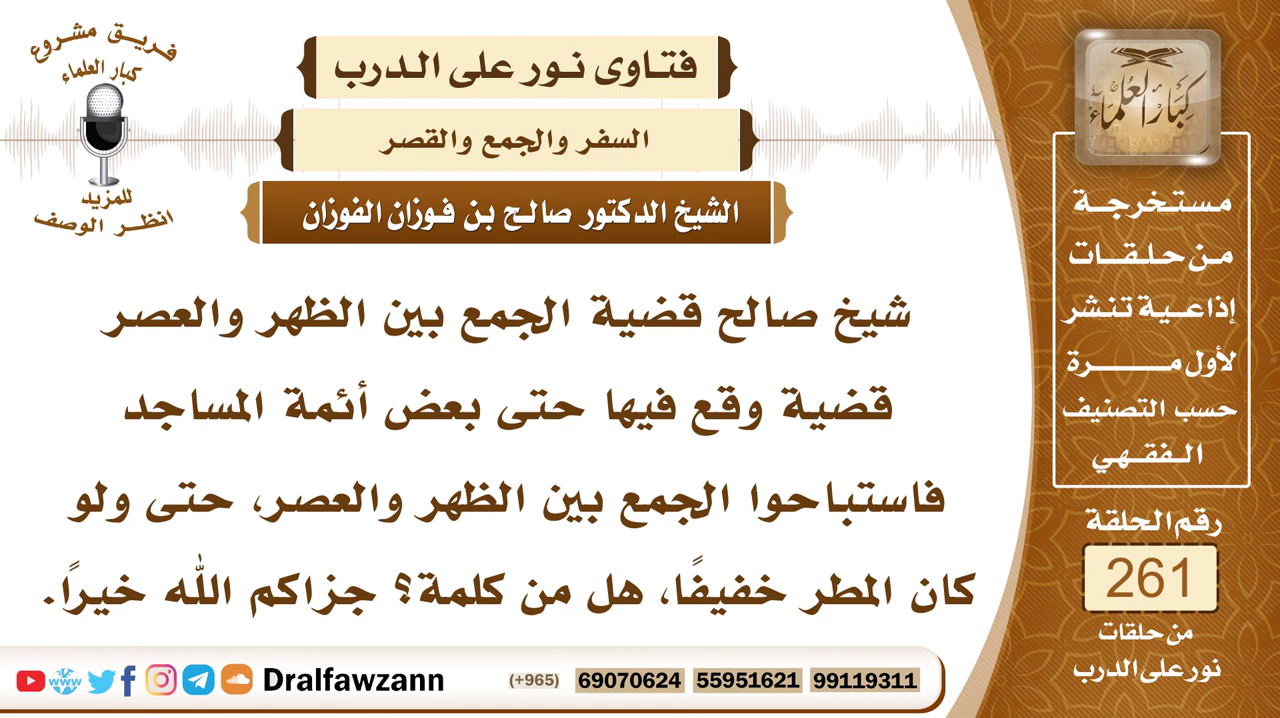 فريق مشروع
كبار العلماء
للمزيد
انظر الوصف
فتاوى نور على الدرب
السفر والجمع والقصر
الشيخ الدكتور صالح بن فوزان الفوزان
شيخ صالح قضية الجمع بين الظهر والعصر
قضية وقع فيها حتى بعض أئمة المساجد
فاستباحوا الجمع بين الظهر والعصر، حتى ولو
كان المطر خفيفًا، هل من كلمة؟ جزاكم الله خيرًا.
كبار العلماء
مستخرجة
من حلقات
إذاعية تنشر
لأول مرة
حسب التصنيف
الفقهي
رقم الحلقة
261
من حلقات
نور على الدرب
www Dralfawzann (+965) 69070624 55951621 99119311